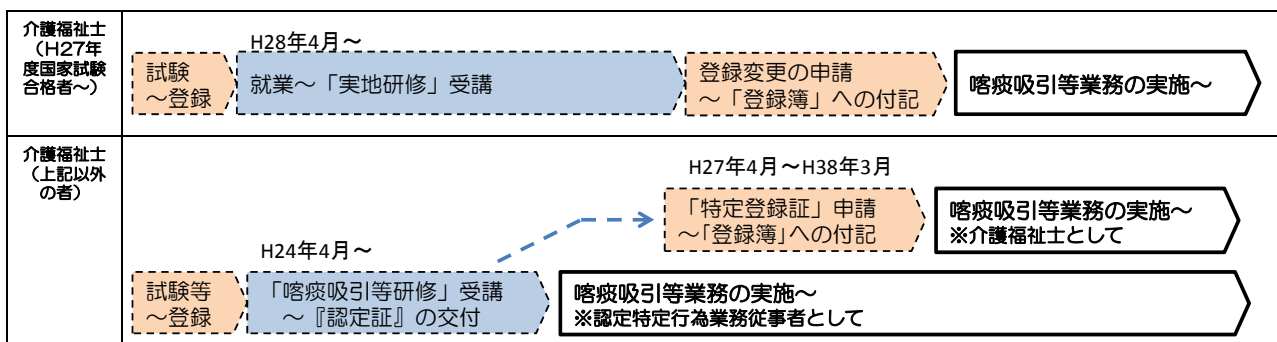 介護福祉士
（H27年
度国家試験
合格者～）
H28年4月～
試験
～登録
就業～「実地研修」受講
登録変更の申請
～「登録簿」への付記
喀痰吸引等業務の実施～
介護福祉士
（上記以外
の者）
H27年4月～H38年3月
「特定登録証」申請
～「登録簿」への付記
喀痰吸引等業務の実施～
※介護福祉士として
H24年4月～
試験等
～登録
「喀痰吸引等研修」受講
～『認定証』の交付
喀痰吸引等業務の実施～
※認定特定行為業務従事者として